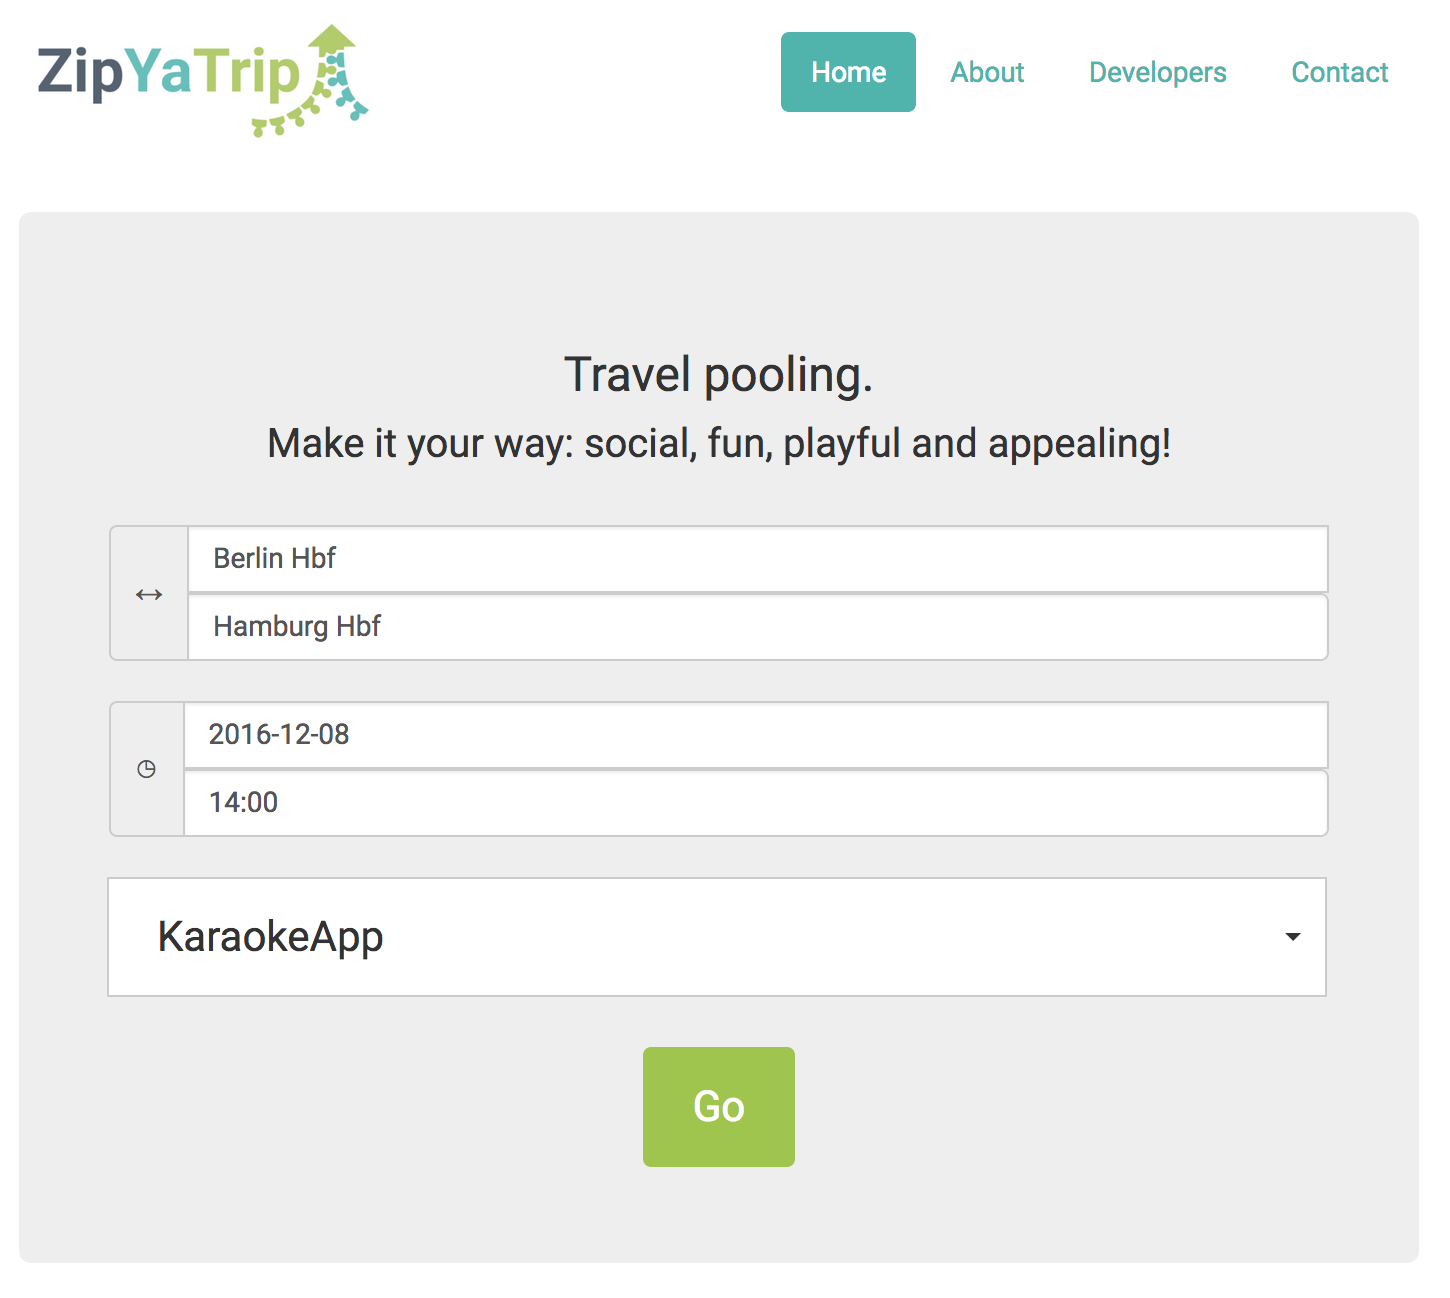 ZipYaTrip
Home About Developers Contact
Travel pooling.
Make it your way: social, fun, playful and appealing!
Berlin Hbf
Hamburg Hbf
2016-12-08
14:00
KaraokeApp
Go